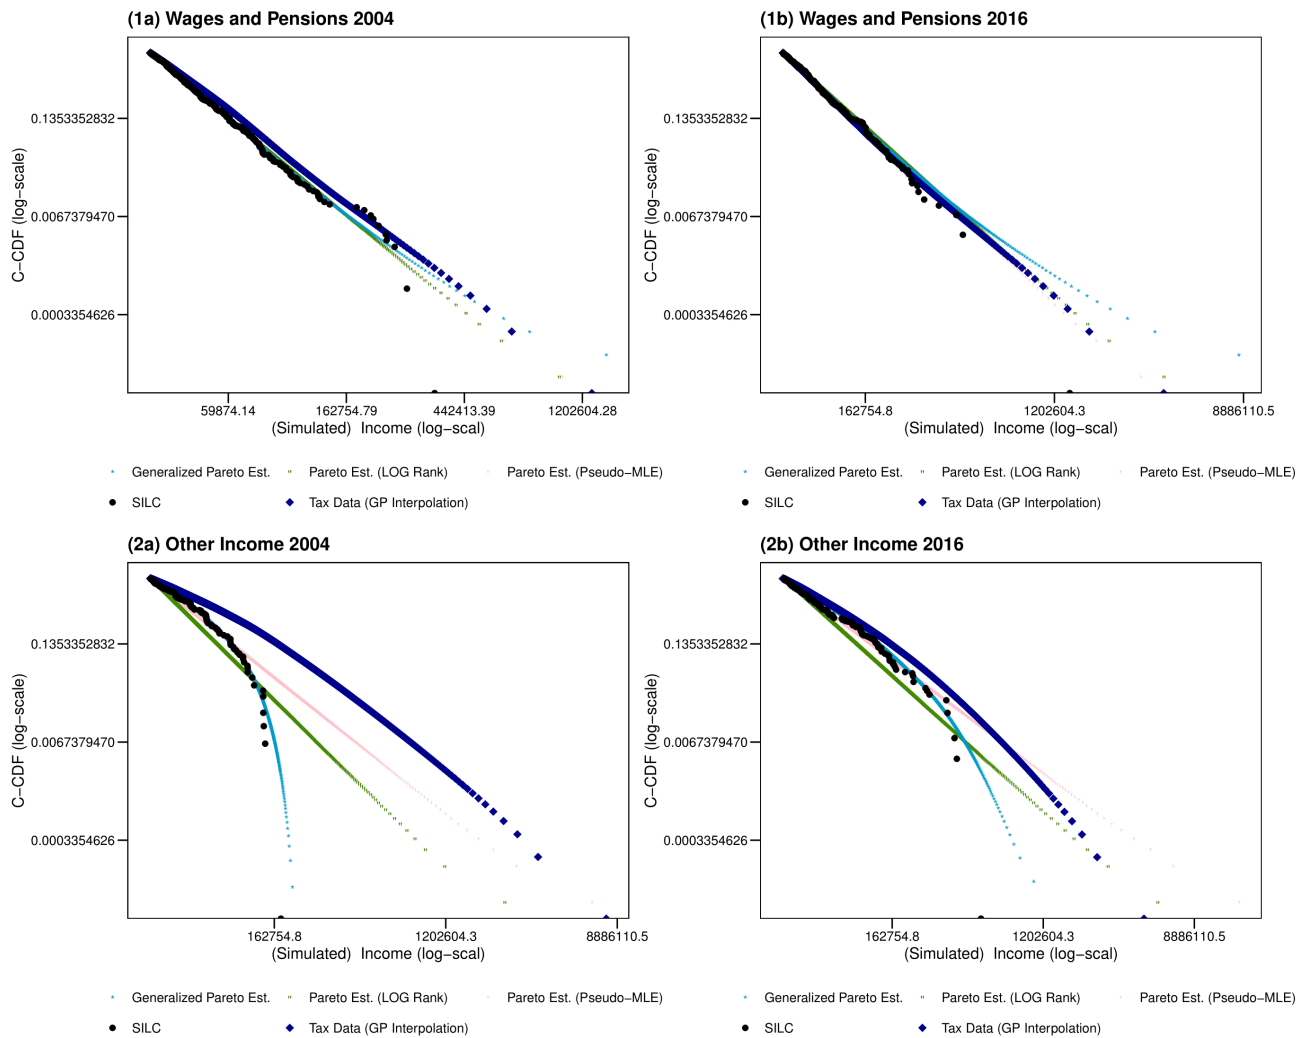 (1a) Wages and Pensions 2004
C−CDF (log−scale)
0.1353352832
0.0067379470
0.0003354626
59874.14 162754.79 442413.39 1202604.28
(Simulated) Income (log−scal)
Generalized Pareto Est. Pareto Est. (LOG Rank) Pareto Est. (Pseudo−MLE)
SILC Tax Data (GP Interpolation)
(1b) Wages and Pensions 2016
C−CDF (log−scale)
0.1353352832
0.0067379470
0.0003354626
162754.8 1202604.3 8886110.5
(Simulated) Income (log−scal)
Generalized Pareto Est. Pareto Est. (LOG Rank) Pareto Est. (Pseudo−MLE)
SILC Tax Data (GP Interpolation)
(2a) Other Income 2004
C−CDF (log−scale)
0.1353352832
0.0067379470
0.0003354626
162754.8 1202604.3 8886110.5
(Simulated) Income (log−scal)
Generalized Pareto Est. Pareto Est. (LOG Rank) Pareto Est. (Pseudo−MLE)
SILC Tax Data (GP Interpolation)
(2b) Other Income 2016
C−CDF (log−scale)
0.1353352832
0.0067379470
0.0003354626
162754.8 1202604.3 8886110.5
(Simulated) Income (log−scal)
Generalized Pareto Est. Pareto Est. (LOG Rank) Pareto Est. (Pseudo−MLE)
SILC Tax Data (GP Interpolation)